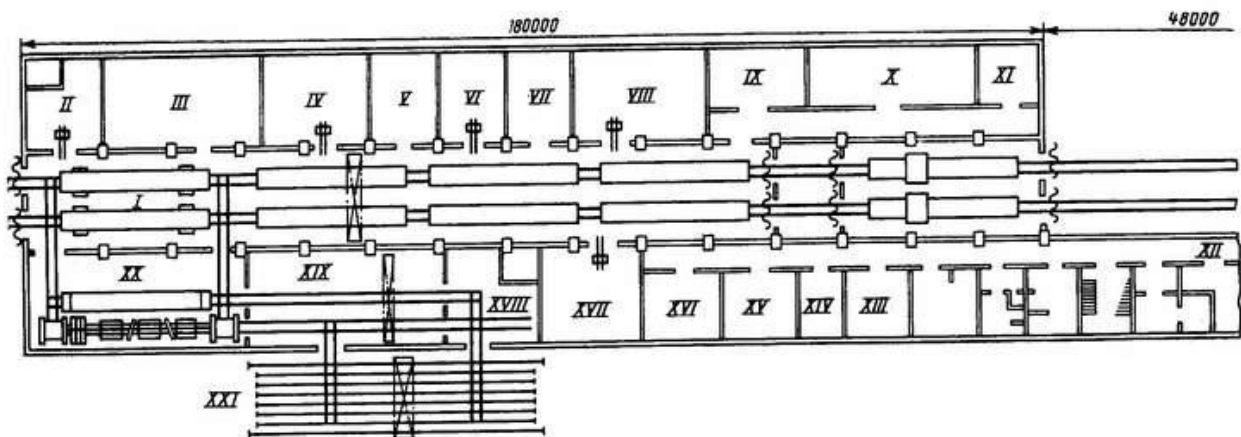 180000 48000
II III IV V VI VII VIII IX X XI
I
XX XIX XVIII XVII XVI XV XIV XIII XII
XXI